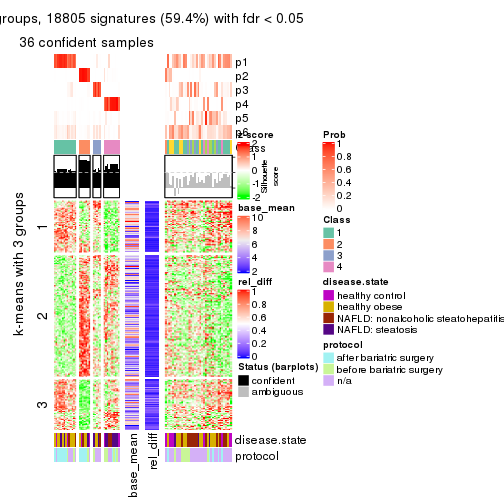 groups, 18805 signatures (59.4%) with fdr < 0.05
36 confident samples
p1
p2
p3
p4
p5
p6
z-score
2
1
0
-1
-2
Silhouette
score
base_mean
10
8
6
4
2
rel_diff
1
0.8
0.6
0.4
0.2
0
Status (barplots)
confident
ambiguous
Prob
1
0.8
0.6
0.4
0.2
0
Class
1
2
3
4
disease.state
healthy control
healthy obese
NAFLD: nonalcoholic steatohepatitis
NAFLD: steatosis
protocol
after bariatric surgery
before bariatric surgery
n/a
k-means with 3 groups
1
2
3
disease.state
protocol
base_mean
rel_diff